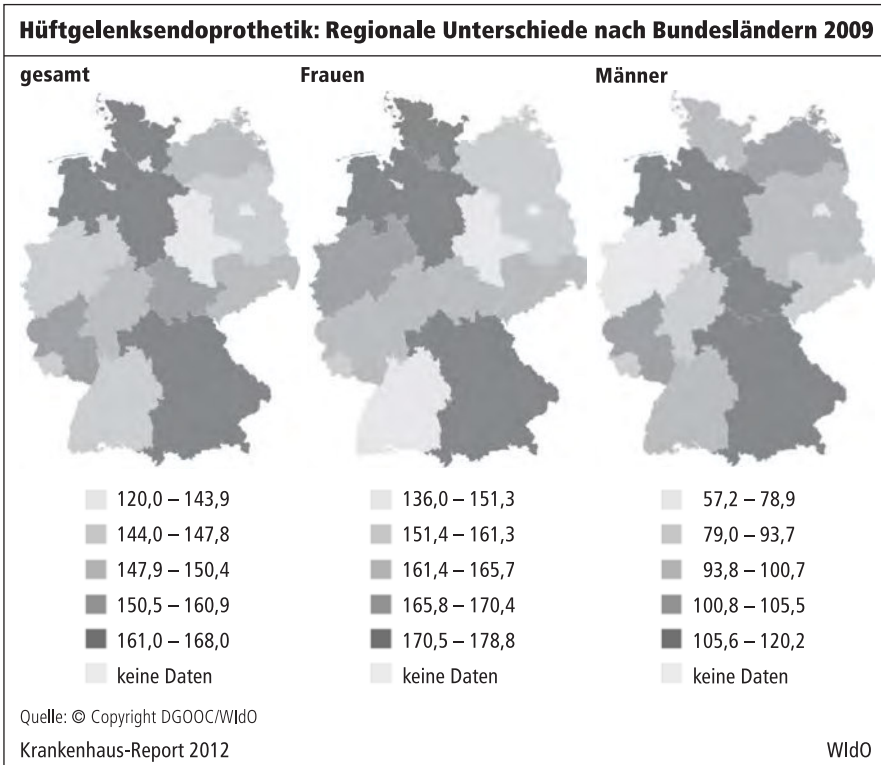 Hüftgelenksendoprothetik: Regionale Unterschiede nach Bundesländern 2009
gesamt
Frauen
Männer
120,0 – 143,9
144,0 – 147,8
147,9 – 150,4
150,5 – 160,9
161,0 – 168,0
keine Daten
136,0 – 151,3
151,4 – 161,3
161,4 – 165,7
165,8 – 170,4
170,5 – 178,8
keine Daten
57,2 – 78,9
79,0 – 93,7
93,8 – 100,7
100,8 – 105,5
105,6 – 120,2
keine Daten
Quelle: © Copyright DGOOC/WIdO
Krankenhaus-Report 2012
WIdO